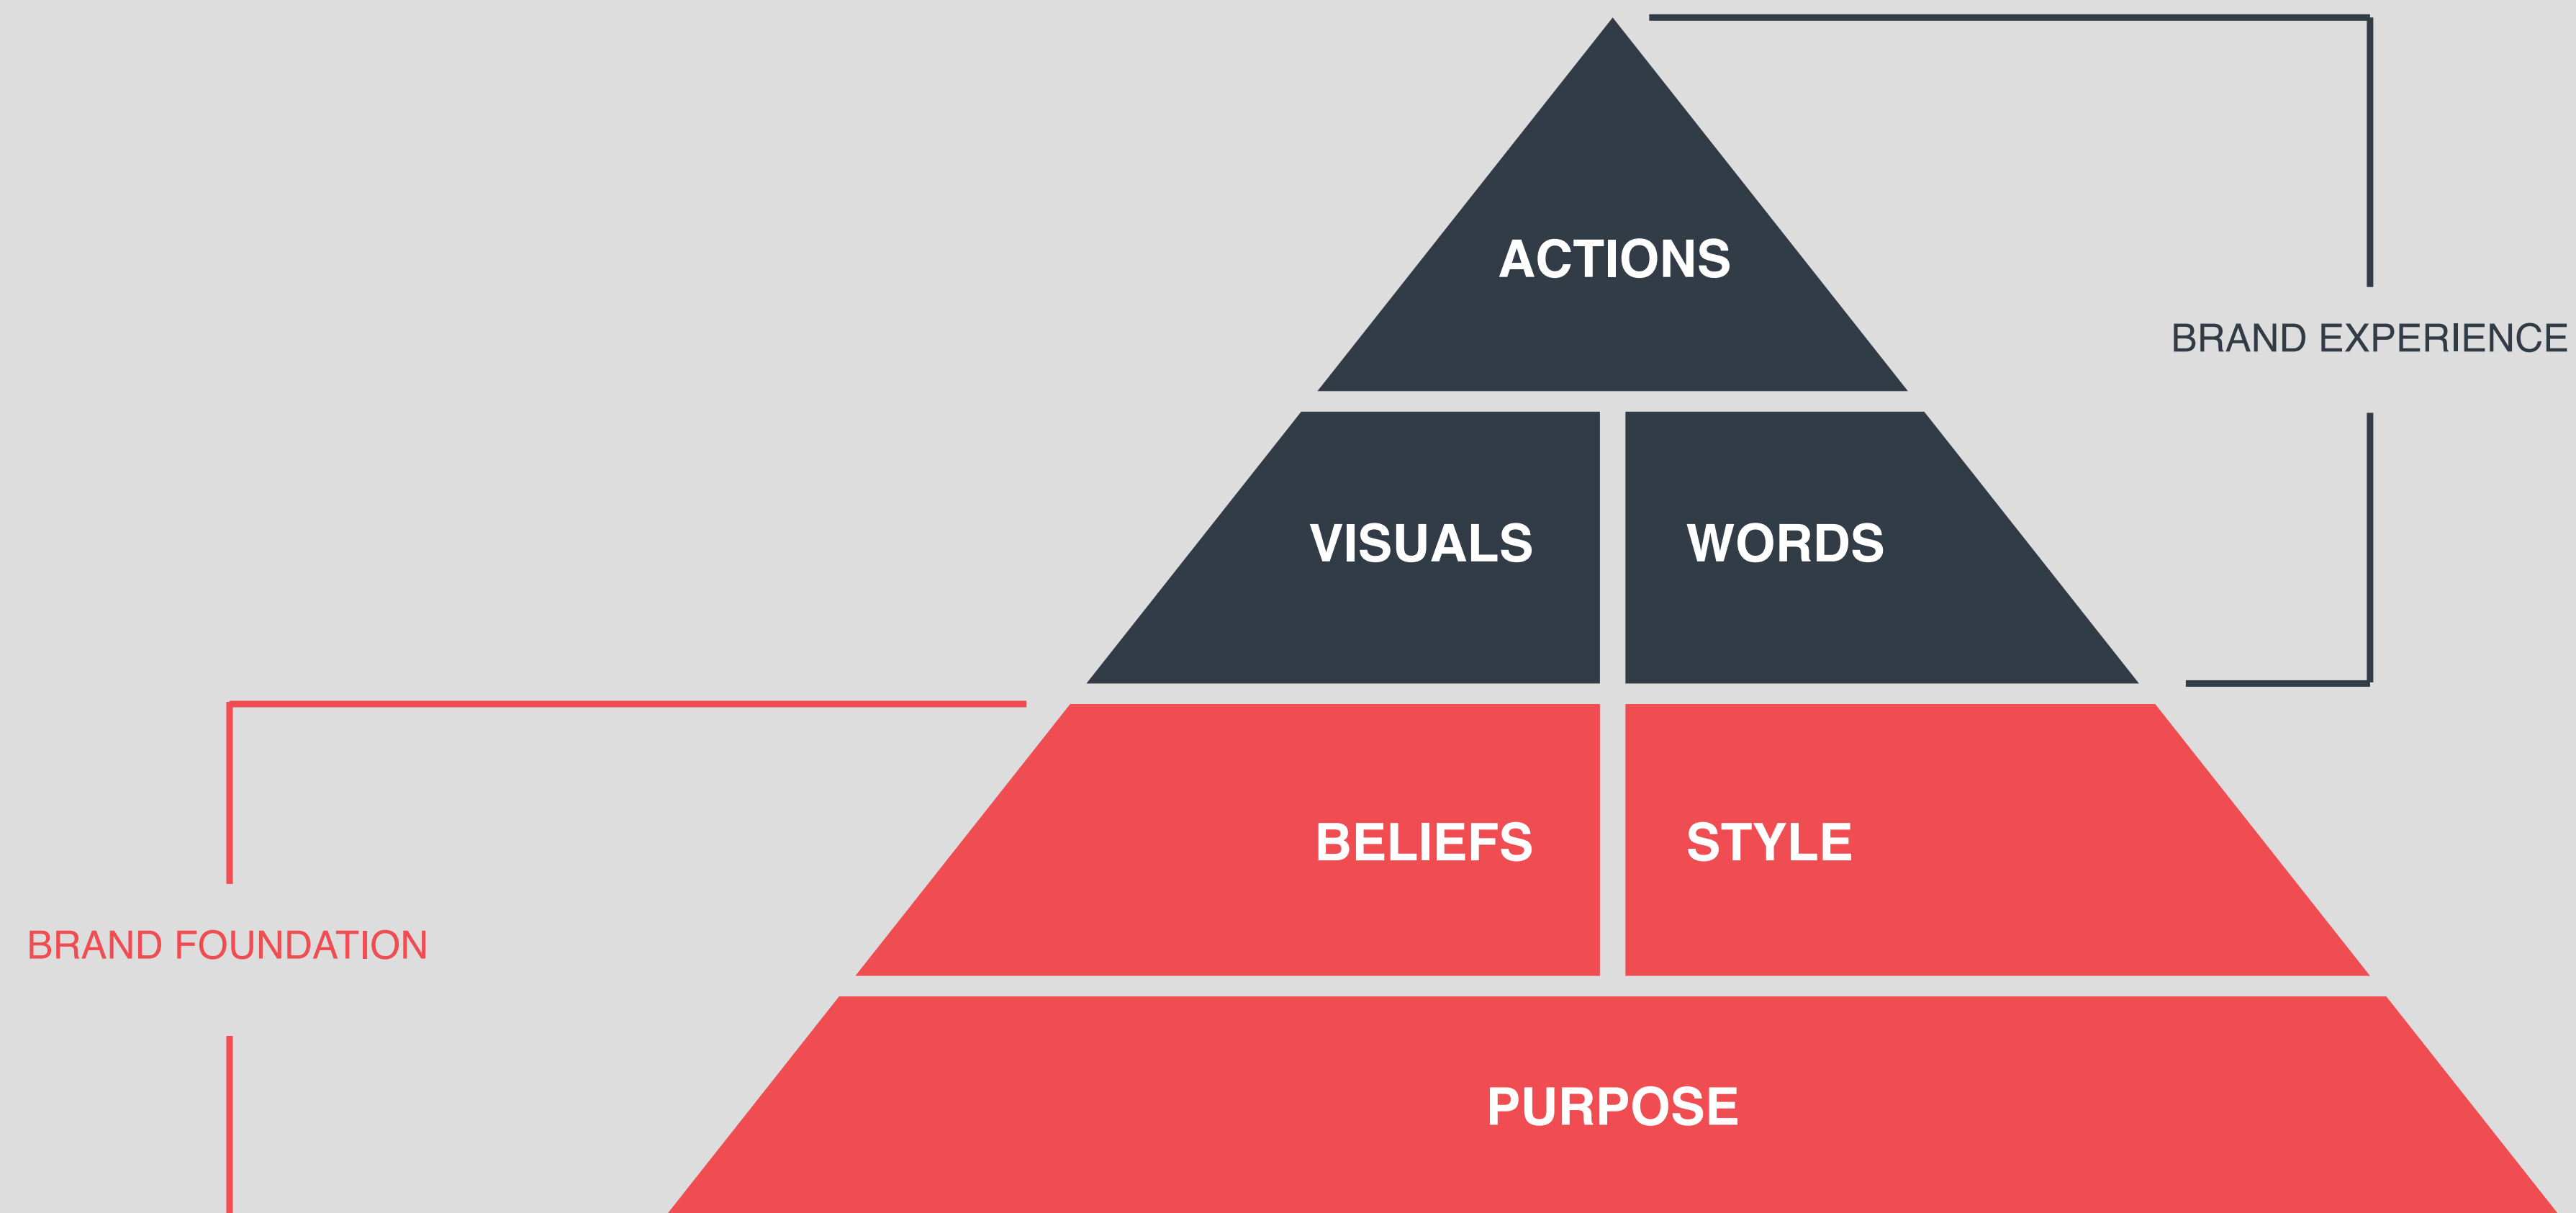 ACTIONS
BRAND EXPERIENCE
VISUALS
WORDS
BELIEFS
STYLE
BRAND FOUNDATION
PURPOSE